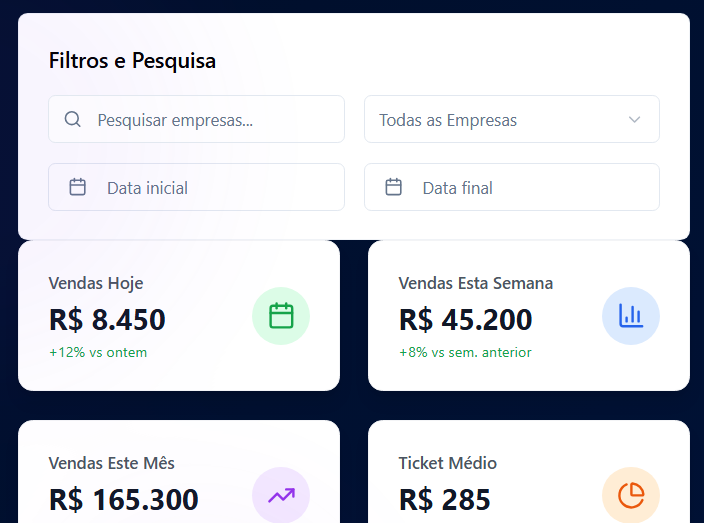 Filtros e Pesquisa
Pesquisar empresas...
Todas as Empresas
Data inicial
Data final
Vendas Hoje
R$ 8.450
+12% vs ontem
Vendas Esta Semana
R$ 45.200
+8% vs sem. anterior
Vendas Este Mês
R$ 165.300
Ticket Médio
R$ 285